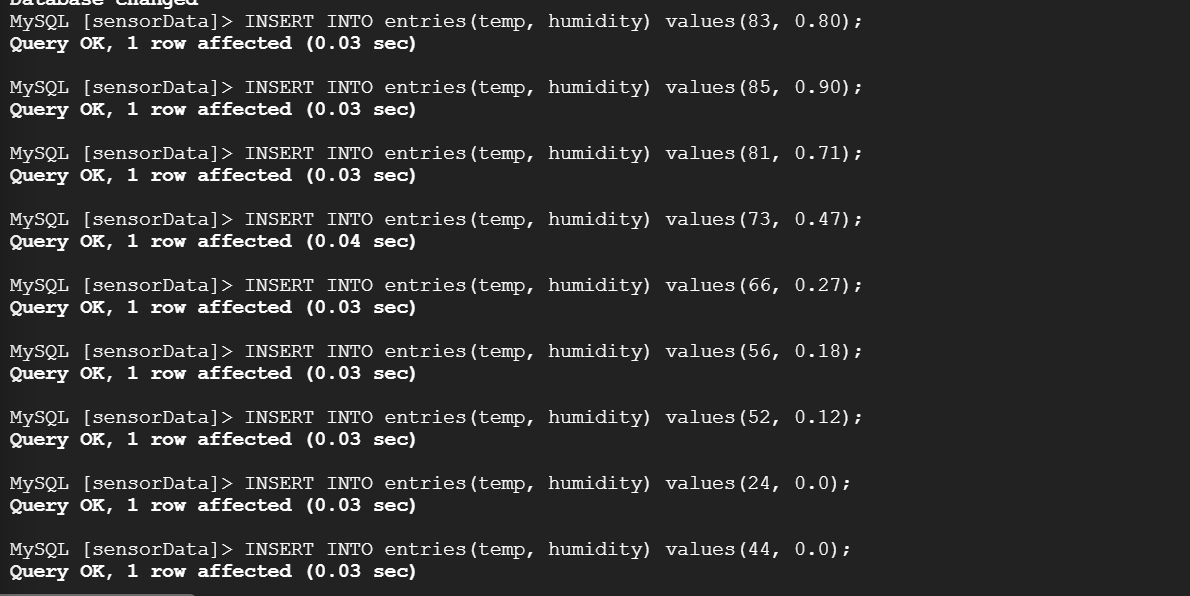 Database changed
MySQL [sensorData]> INSERT INTO entries(temp, humidity) values(83, 0.80);
Query OK, 1 row affected (0.03 sec)
MySQL [sensorData]> INSERT INTO entries(temp, humidity) values(85, 0.90);
Query OK, 1 row affected (0.03 sec)
MySQL [sensorData]> INSERT INTO entries(temp, humidity) values(81, 0.71);
Query OK, 1 row affected (0.03 sec)
MySQL [sensorData]> INSERT INTO entries(temp, humidity) values(73, 0.47);
Query OK, 1 row affected (0.04 sec)
MySQL [sensorData]> INSERT INTO entries(temp, humidity) values(66, 0.27);
Query OK, 1 row affected (0.03 sec)
MySQL [sensorData]> INSERT INTO entries(temp, humidity) values(56, 0.18);
Query OK, 1 row affected (0.03 sec)
MySQL [sensorData]> INSERT INTO entries(temp, humidity) values(52, 0.12);
Query OK, 1 row affected (0.03 sec)
MySQL [sensorData]> INSERT INTO entries(temp, humidity) values(24, 0.0);
Query OK, 1 row affected (0.03 sec)
MySQL [sensorData]> INSERT INTO entries(temp, humidity) values(44, 0.0);
Query OK, 1 row affected (0.03 sec)